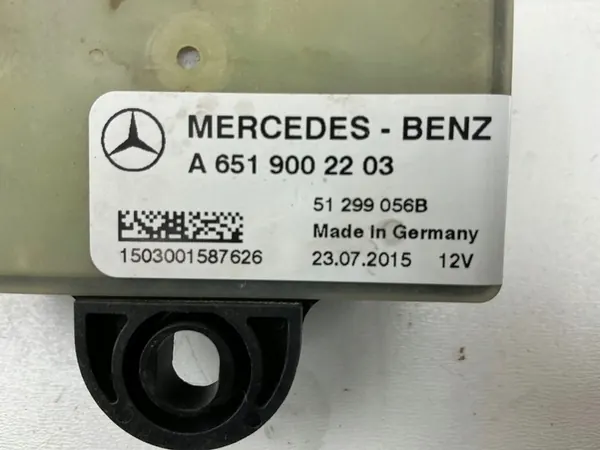 MERCEDES - BENZ
A 651 900 22 03
51 299 056B
Made in Germany
1503001587626
23.07.2015 12V